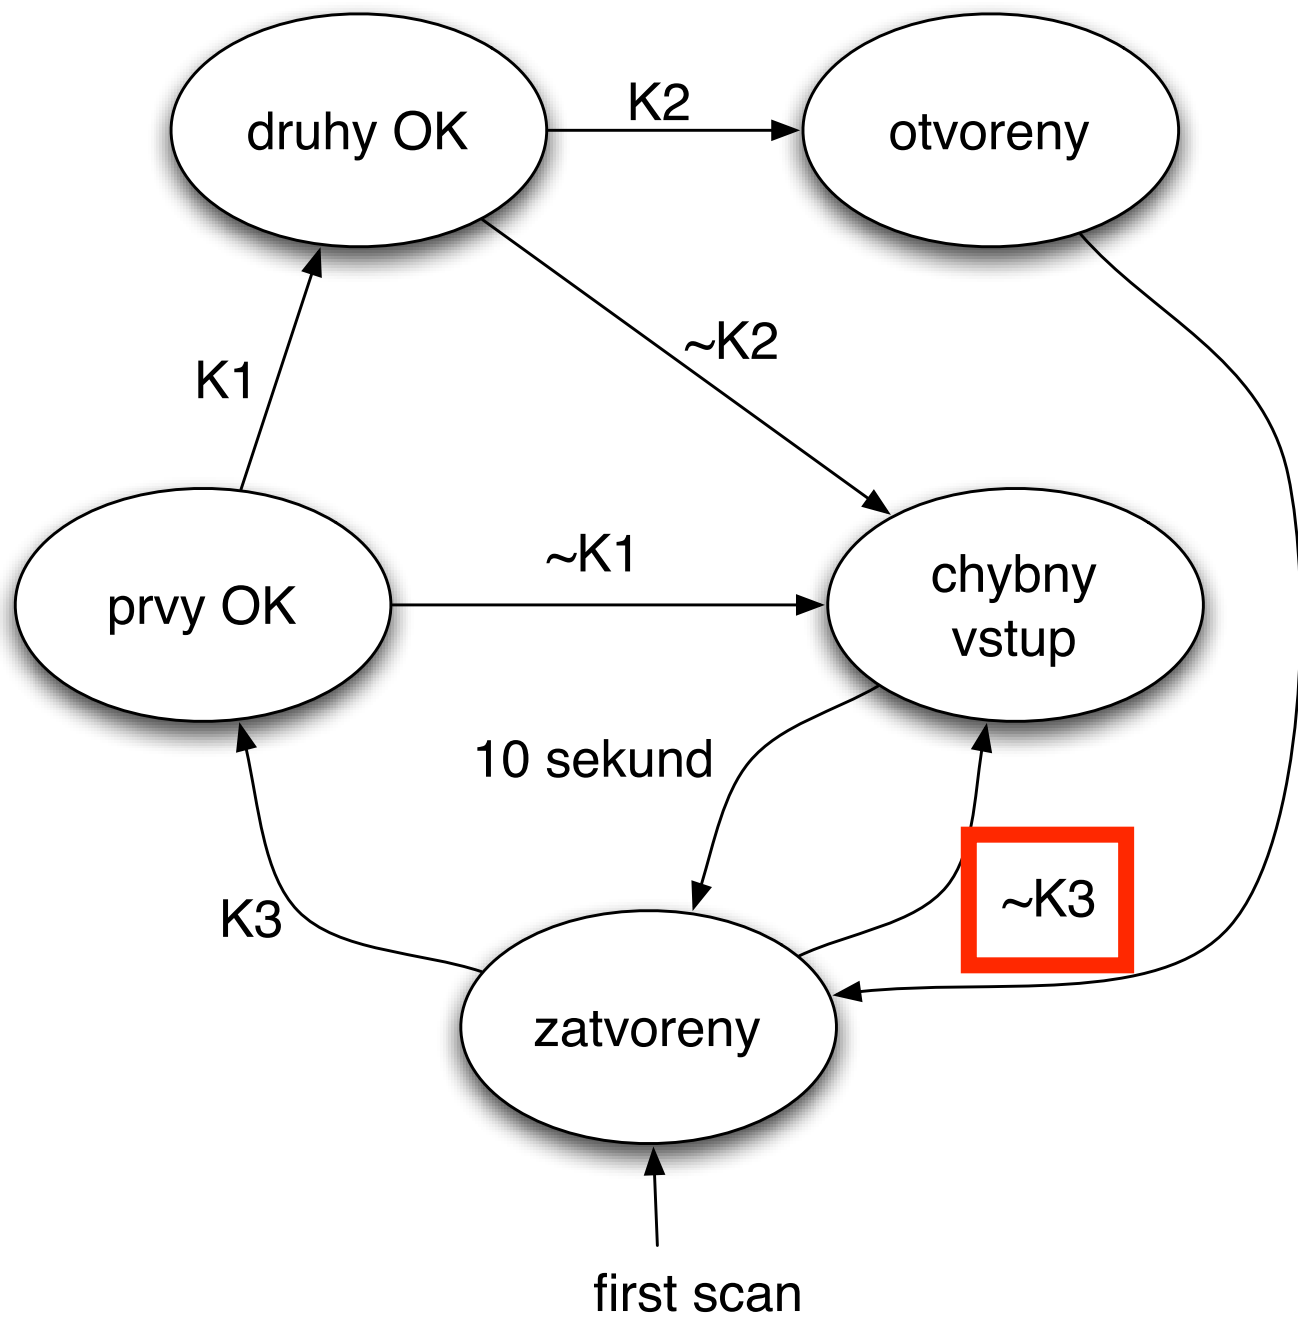 druhy OK
K2
otvoreny
~K2
K1
~K1
prvy OK
chybny
vstup
10 sekund
K3
~K3
zatvoreny
first scan